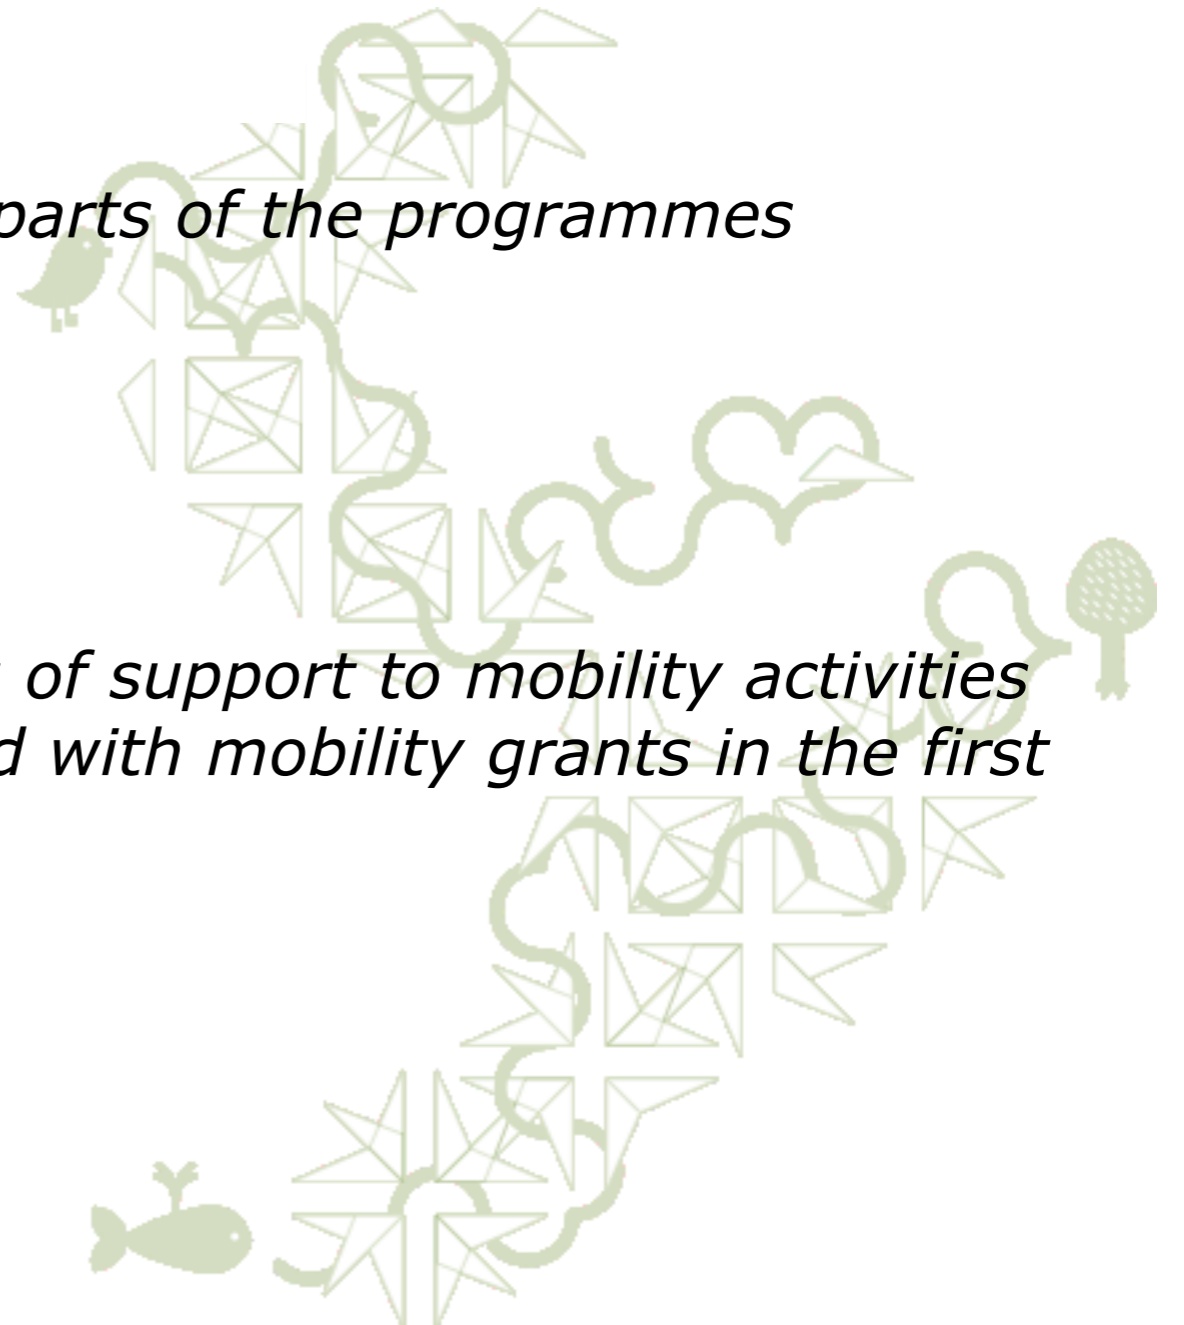 parts of the programmes
of support to mobility activities
with mobility grants in the first